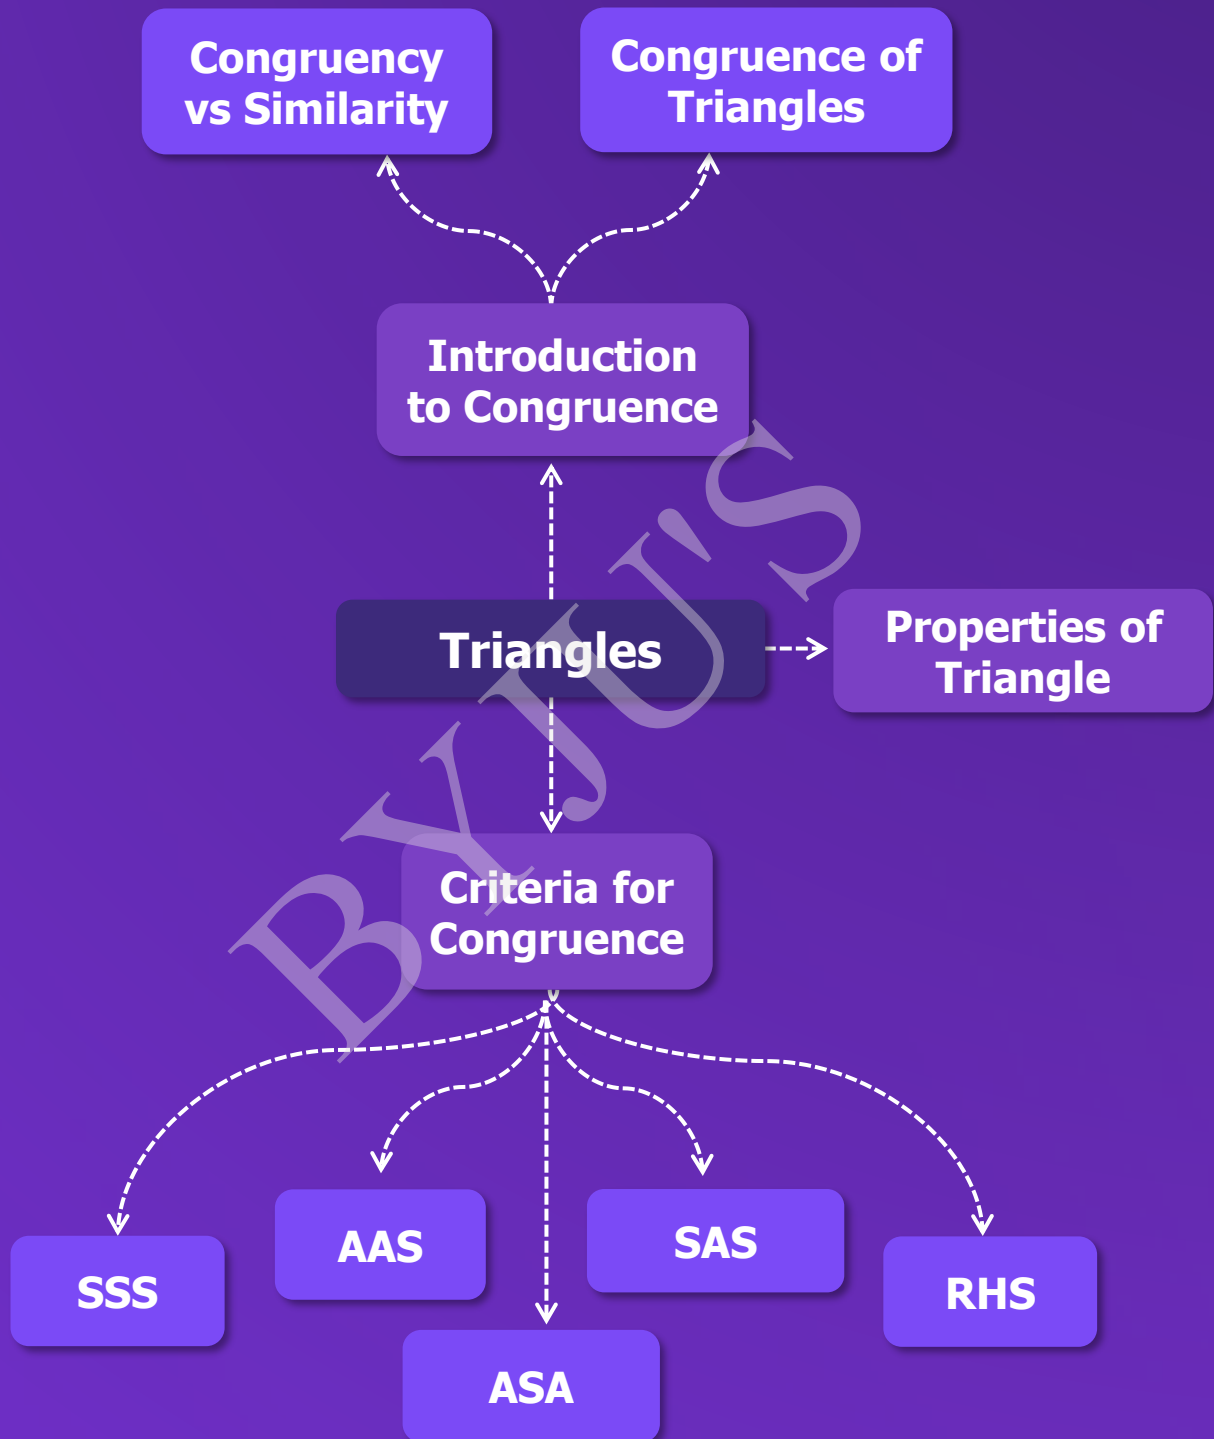 Congruency
vs Similarity
Congruence of
Triangles
Introduction
to Congruence
Triangles
Properties of
Triangle
Criteria for
Congruence
SSS
AAS
ASA
SAS
RHS
BYJU'S